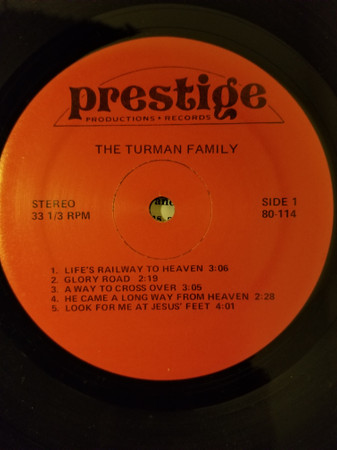 prestige
PRODUCTIONS • RECORDS
THE TURMAN FAMILY
STEREO
33 1/3 RPM
SIDE 1
80-114
1. LIFE'S RAILWAY TO HEAVEN 3:06
2. GLORY ROAD 2:19
3. A WAY TO CROSS OVER 3:05
4. HE CAME A LONG WAY FROM HEAVEN 2:28
5. LOOK FOR ME AT JESUS' FEET 4:01